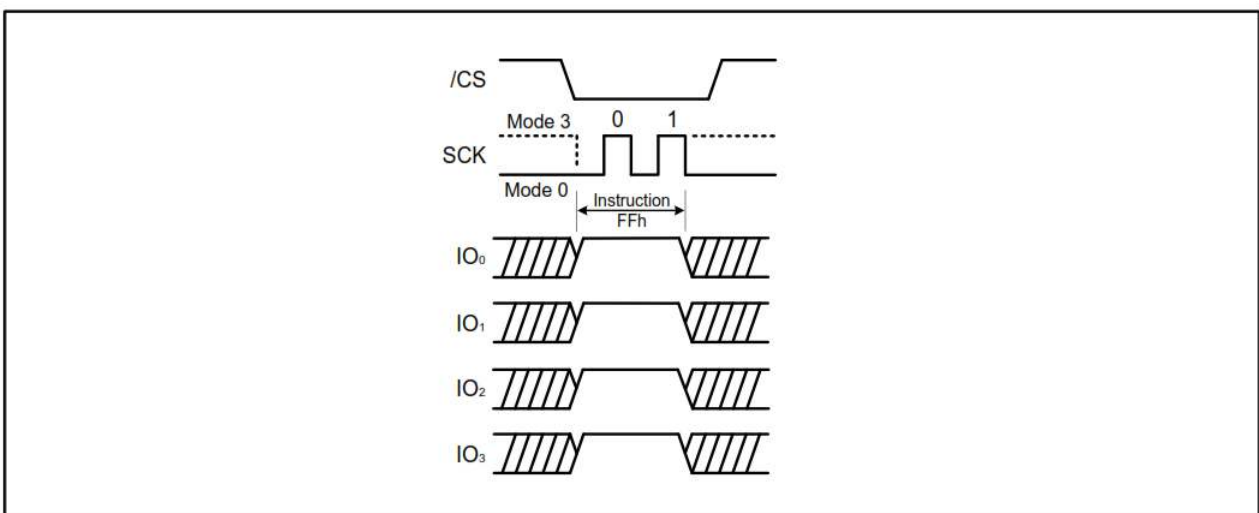 /CS
Mode 3 0 1
SCK
Mode 0
Instruction
FFh
IO₀
IO₁
IO₂
IO₃